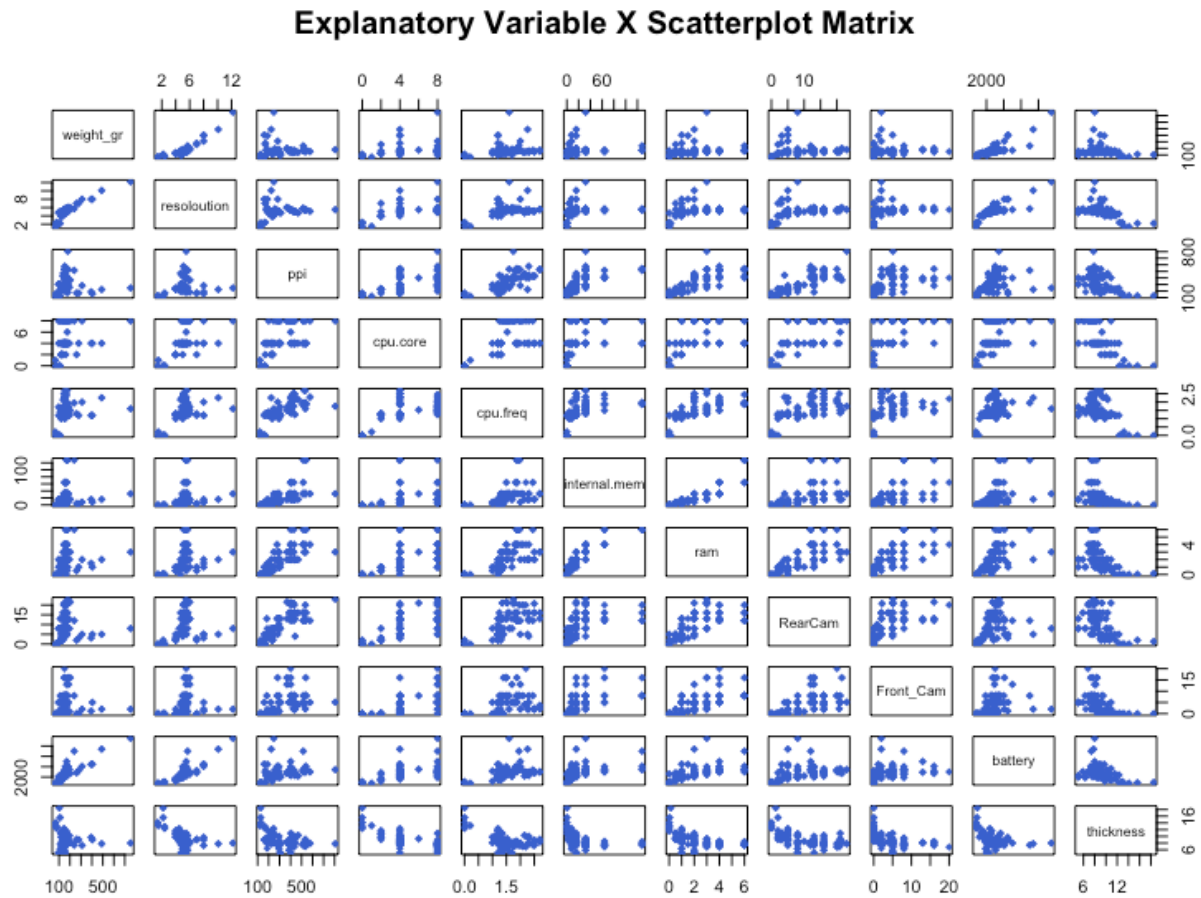 Explanatory Variable X Scatterplot Matrix
2 6 12 0 4 8 0 60 0 10 2000
weight_gr 100
8 2 resoloution
ppi 800 100
6 0 cpu.core
cpu.freq 2.5 0.0
100 0 internal.mem
ram 4 0
15 0 RearCam
Front_Cam 15 0
2000 battery
thickness 16 6
100 500 100 500 0.0 1.5 0 2 4 6 0 10 20 6 12